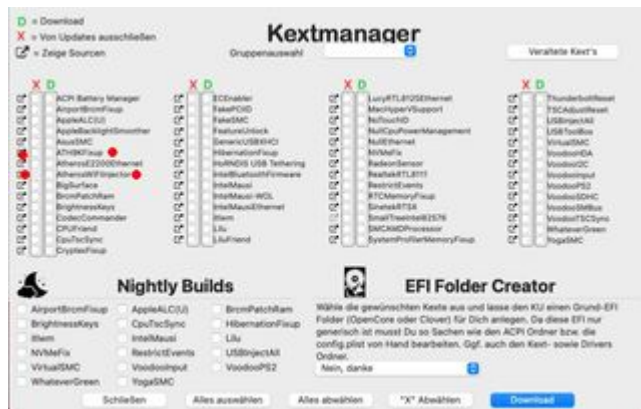 D = Download
X = Von Updates ausschließen
= Zeige Sourcen
Kextmanager
Gruppenauswahl
Veraltete Kext's
X D
ACPI Battery Manager
AirportBrcmFixup
AppleALC(U)
AppleBacklightSmoother
AsusSMC
ATH9KFixup
AtherosE2200Ethernet
AtherosWiFiInjector
BigSurface
BrcmPatchRam
BrightnessKeys
CodecCommander
CPUFriend
CpuTscSync
CryptexFixup
X D
ECEnabler
FakePCIID
FakeSMC
FeatureUnlock
GenericUSBXHCI
HibernationFixup
HoRNDIS USB Tethering
IntelBluetoothFirmware
IntelMausi
IntelMausi-WOL
IntelMausiEthernet
itlwm
Lilu
LiluFriend
X D
LucyRTL8125Ethernet
MacHyperVSupport
NoTouchID
NullCpuPowerManagement
NullEthernet
NVMeFix
RadeonSensor
RealtekRTL8111
RestrictEvents
RTCMemoryFixup
SinetekRTSX
SmallTreeIntel82576
SMCAMDProcessor
SystemProfilerMemoryFixup
X D
ThunderboltReset
TSCAdjustReset
USBInjectAll
USBToolBox
VirtualSMC
VoodooHDA
VoodooI2C
VoodooInput
VoodooPS2
VoodooSDHC
VoodooSMBus
VoodooTSCSync
WhateverGreen
YogaSMC
Nightly Builds
AirportBrcmFixup AppleALC(U) BrcmPatchRam
BrightnessKeys CpuTscSync HibernationFixup
itlwm IntelMausi Lilu
NVMeFix RestrictEvents USBInjectAll
VirtualSMC VoodooInput VoodooPS2
WhateverGreen YogaSMC
EFI Folder Creator
Wähle die gewünschten Kexte aus und lasse den KU einen Grund-EFI
Folder (OpenCore oder Clover) für Dich anlegen. Da diese EFI nur
generisch ist musst Du so Sachen wie den ACPI Ordner bzw. die
config.plist von Hand bearbeiten. Ggf. auch den Kext- sowie Drivers
Ordner.
Nein, danke
Schließen Alles auswählen Alles abwählen "X" Abwählen Download